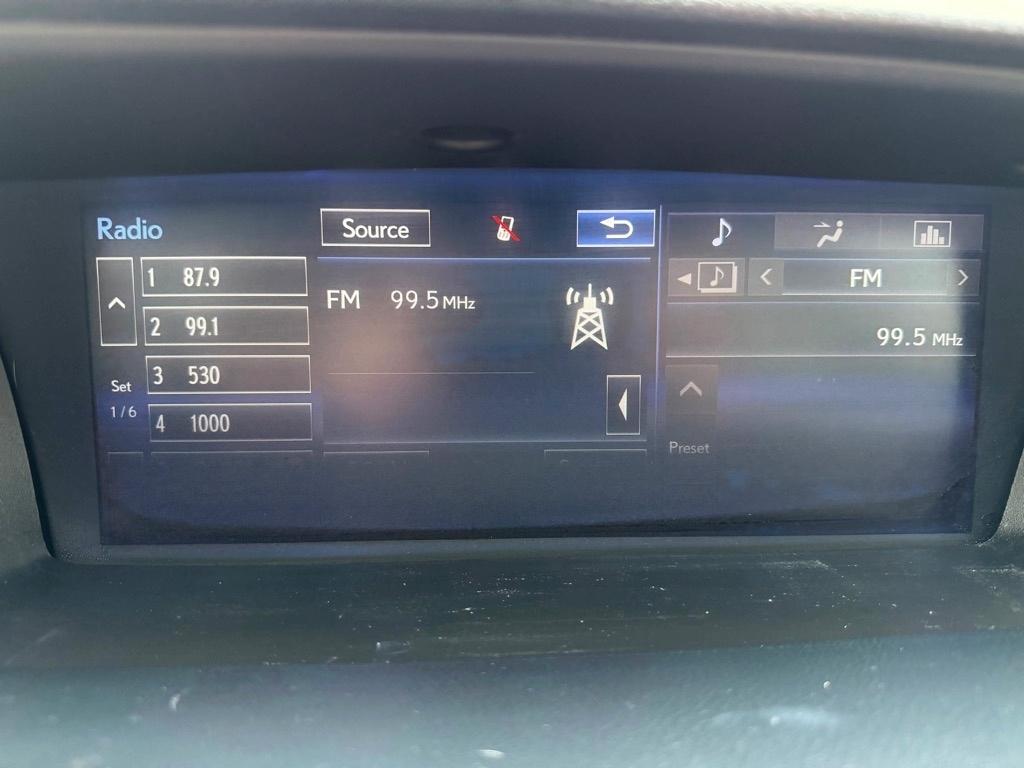 Radio
Source
1 87.9
2 99.1
3 530
4 1000
Set
1/6
FM 99.5 MHz
FM
99.5 MHz
Preset